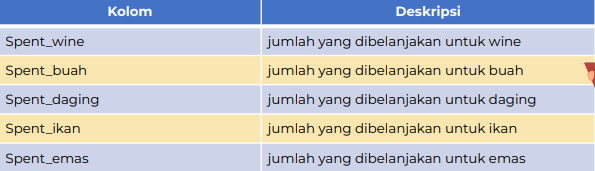 Kolom Deskripsi
Spent_wine jumlah yang dibelanjakan untuk wine
Spent_buah jumlah yang dibelanjakan untuk buah
Spent_daging jumlah yang dibelanjakan untuk daging
Spent_ikan jumlah yang dibelanjakan untuk ikan
Spent_emas jumlah yang dibelanjakan untuk emas